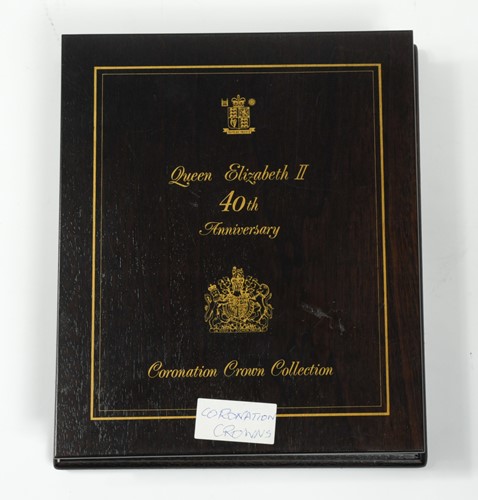 Queen Elizabeth II
40th
Anniversary
Coronation Crown Collection
CORONATION
CROWNS